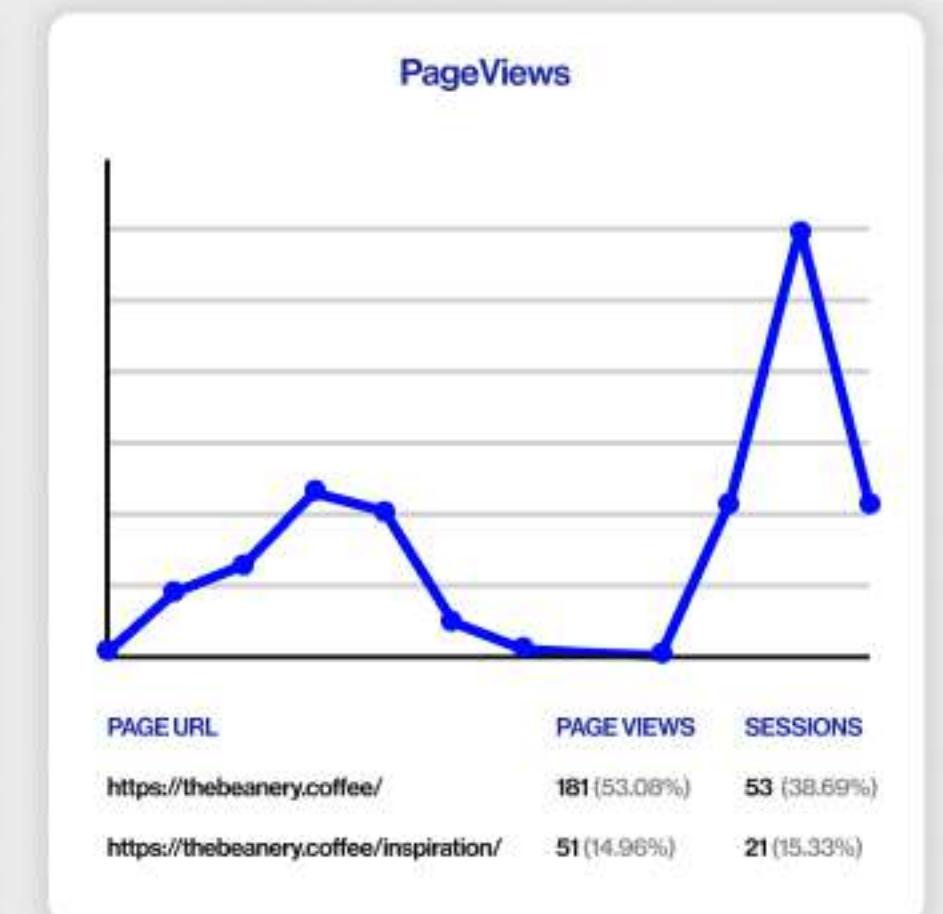 PageViews
PAGE URL PAGE VIEWS SESSIONS
https://thebeanery.coffee/ 181 (53.08%) 53 (38.69%)
https://thebeanery.coffee/inspiration/ 51 (14.96%) 21 (15.33%)